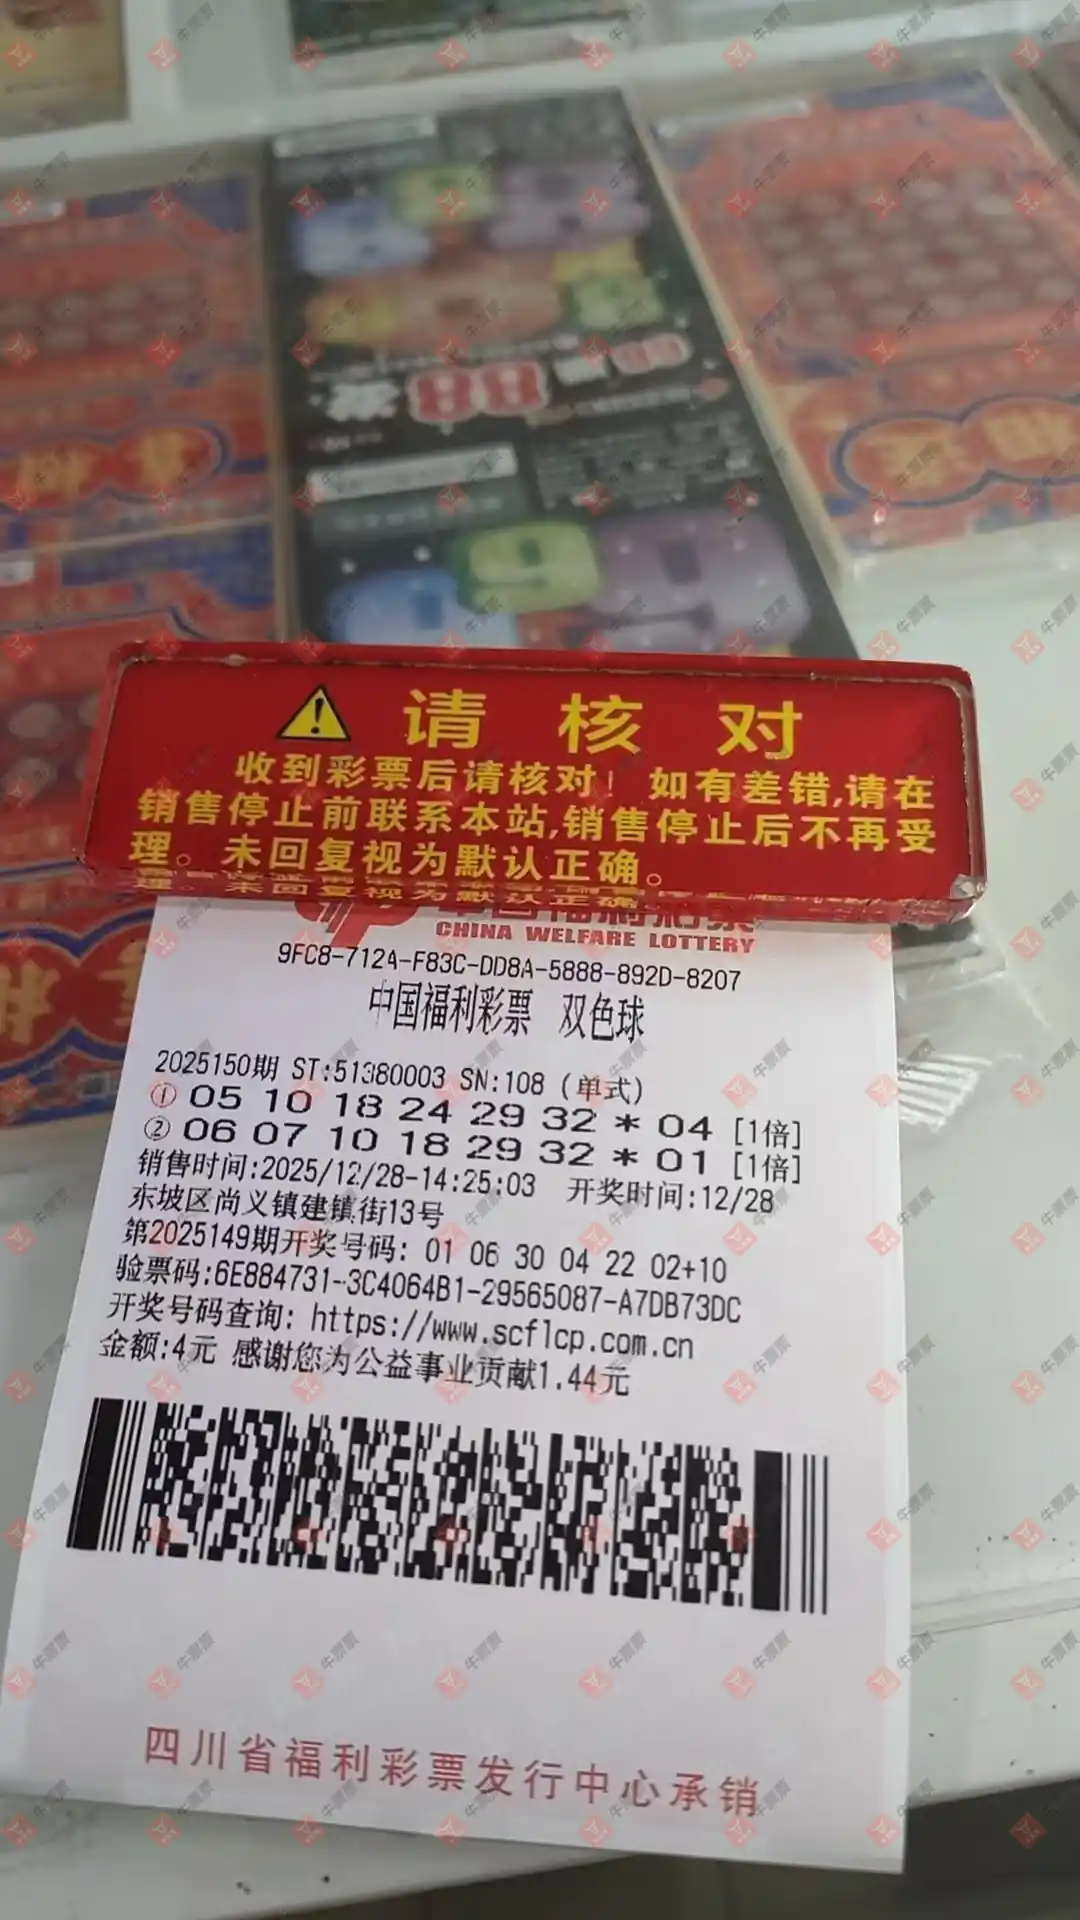 请核对
收到彩票后请核对！如有差错,请在
销售停止前联系本站,销售停止后不再受
理。未回复视为默认正确。
CHINA WELFARE LOTTERY
9FC8-712A-F83C-DD8A-5888-892D-8207
中国福利彩票 双色球
2025150期 ST:51380003 SN:108 (单式)
① 05 10 18 24 29 32 * 04 [1倍]
② 06 07 10 18 29 32 * 01 [1倍]
销售时间:2025/12/28-14:25:03 开奖时间:12/28
东坡区尚义镇建镇街13号
第2025149期开奖号码: 01 06 30 04 22 02+10
验票码:6E884731-3C4064B1-29565087-A7DB73DC
开奖号码查询: https://www.scflcp.com.cn
金额:4元 感谢您为公益事业贡献1.44元
四川省福利彩票发行中心承销
牛票票